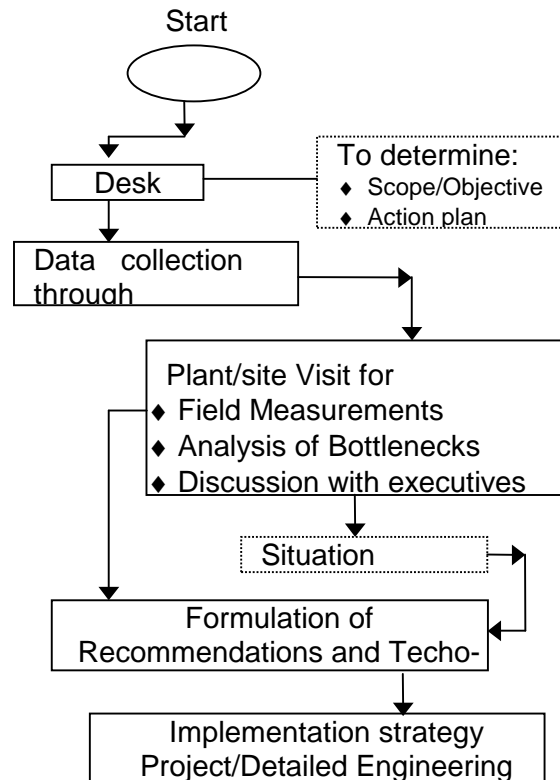 Start
Desk
To determine:
♦ Scope/Objective
♦ Action plan
Data collection
through
Plant/site Visit for
♦ Field Measurements
♦ Analysis of Bottlenecks
♦ Discussion with executives
Situation
Formulation of
Recommendations and Techo-
Implementation strategy
Project/Detailed Engineering